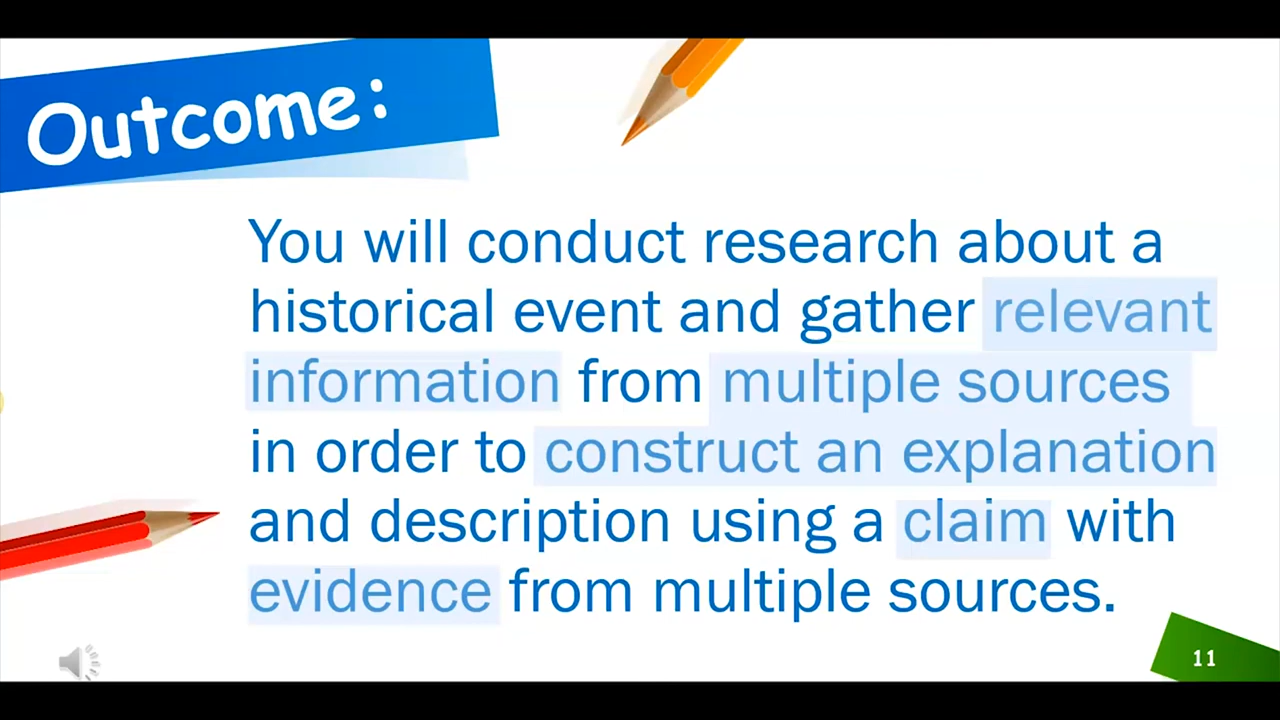 Outcome:
You will conduct research about a
historical event and gather relevant
information from multiple sources
in order to construct an explanation
and description using a claim with
evidence from multiple sources.
11